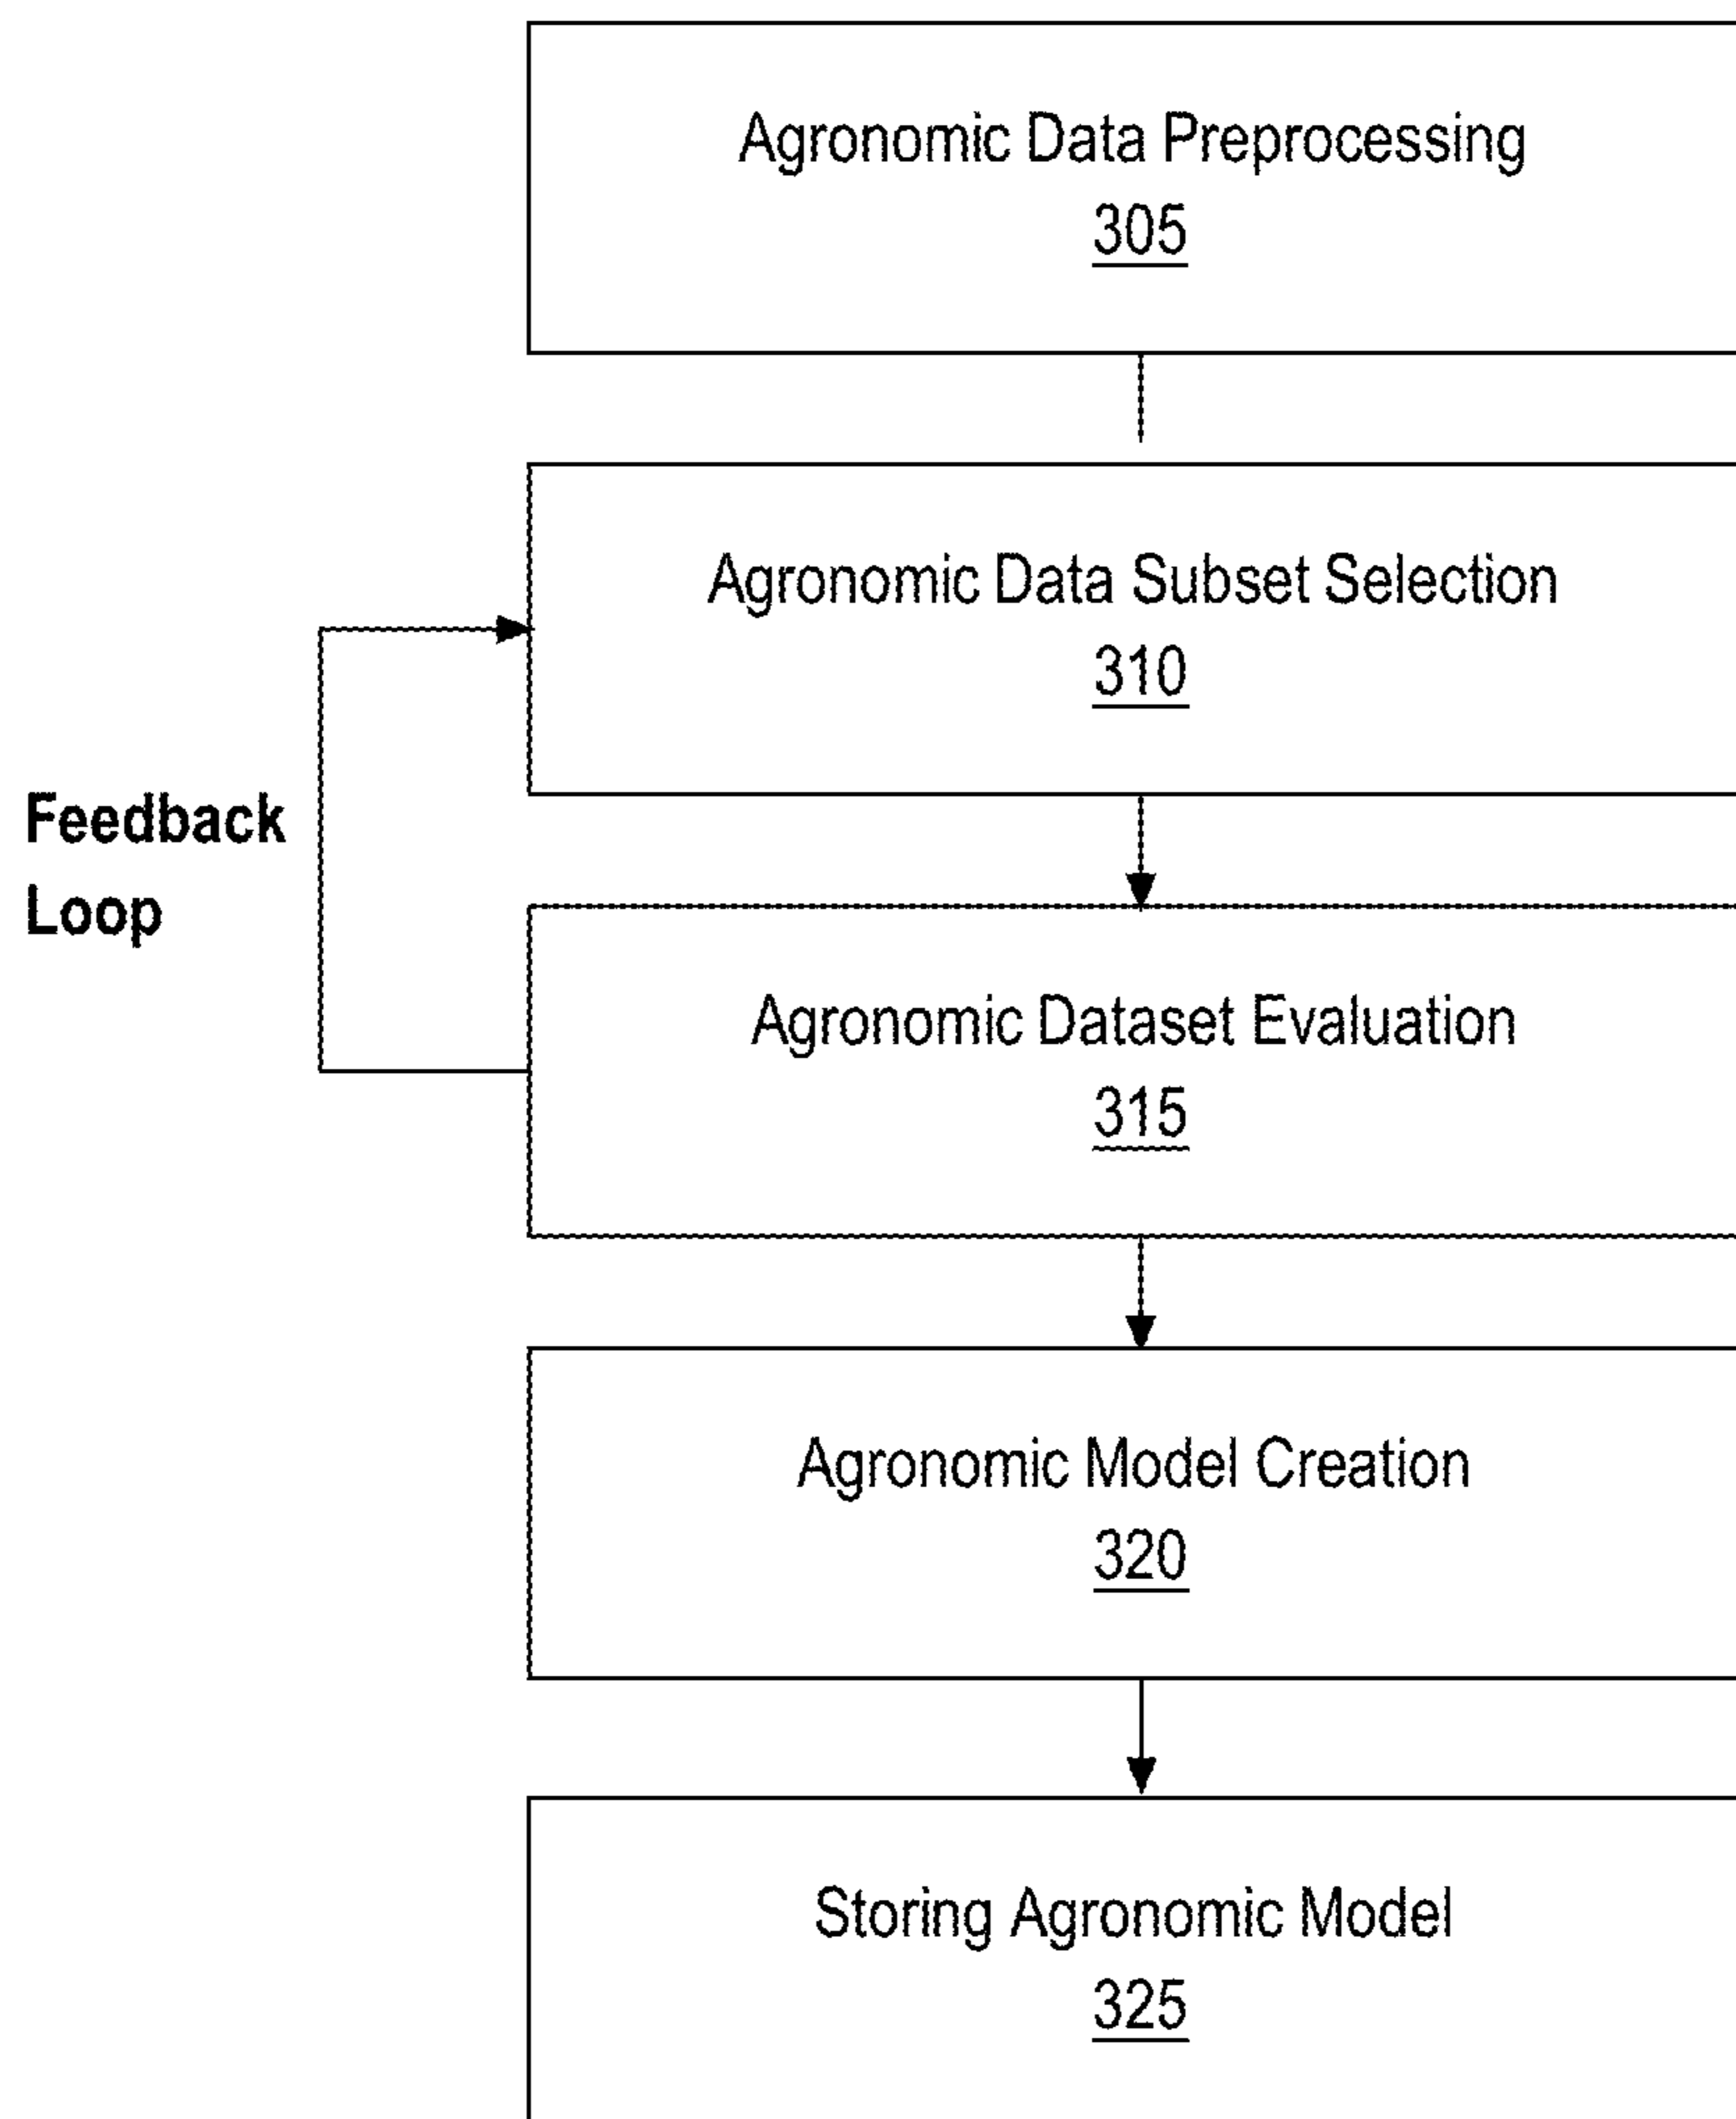 Agronomic Data Preprocessing
305
Agronomic Data Subset Selection
310
Feedback
Loop
Agronomic Dataset Evaluation
315
Agronomic Model Creation
320
Storing Agronomic Model
325